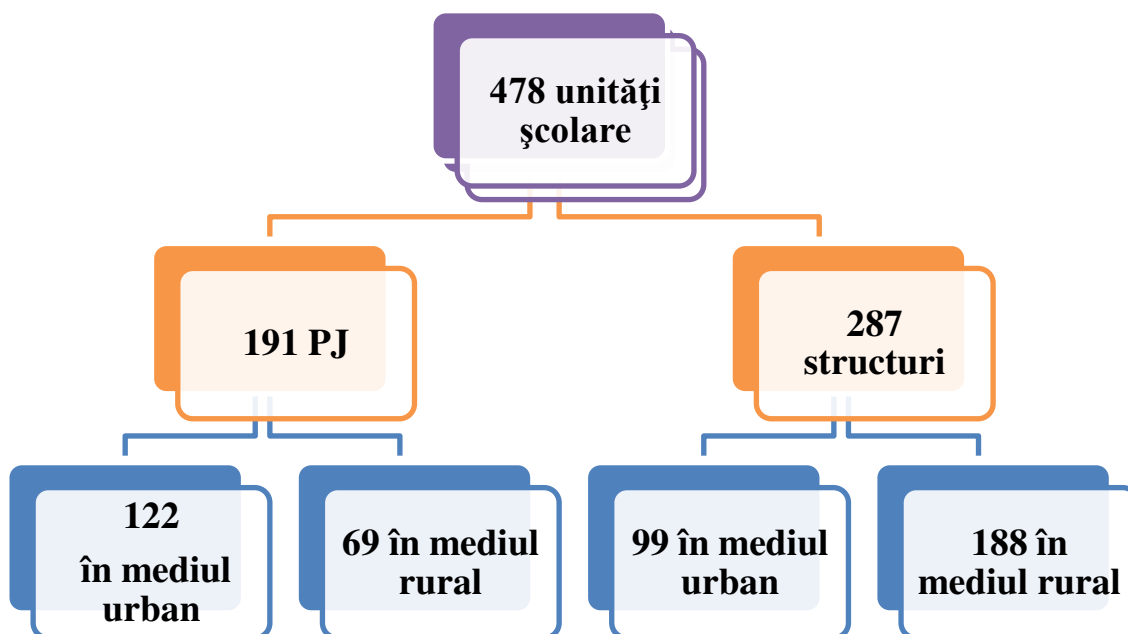 478 unităţi
şcolare
191 PJ
287
structuri
122
în mediul
urban
69 în mediul
rural
99 în mediul
urban
188 în
mediul rural